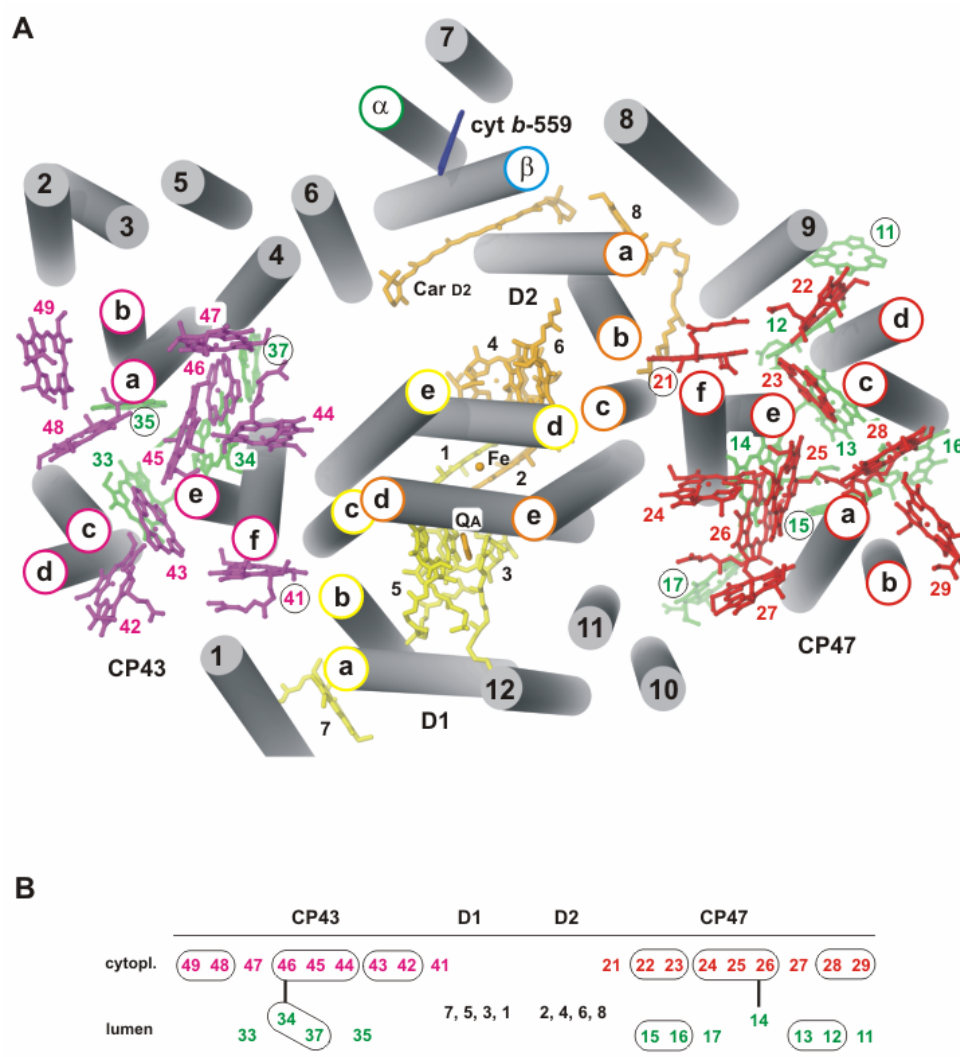 A
7
α
cyt b-559
8
β
2
5
6
3
9
11
4
8
a
22
Car D2
D2
49
b
47
12
d
37
4
6
b
46
a
21
f
23
c
44
e
c
e
48
35
d
28
14
25
13
16
33
45
34
1
Fe
2
e
c
d
e
24
26
15
a
c
QA
f
d
43
5
3
17
b
29
41
b
27
42
11
CP43
1
a
CP47
12
10
7
D1
B
CP43 D1 D2 CP47
cytopl. 49 48 47 46 45 44 43 42 41 21 22 23 24 25 26 27 28 29
7, 5, 3, 1 2, 4, 6, 8
34 14
lumen 33 37 35 15 16 17 13 12 11